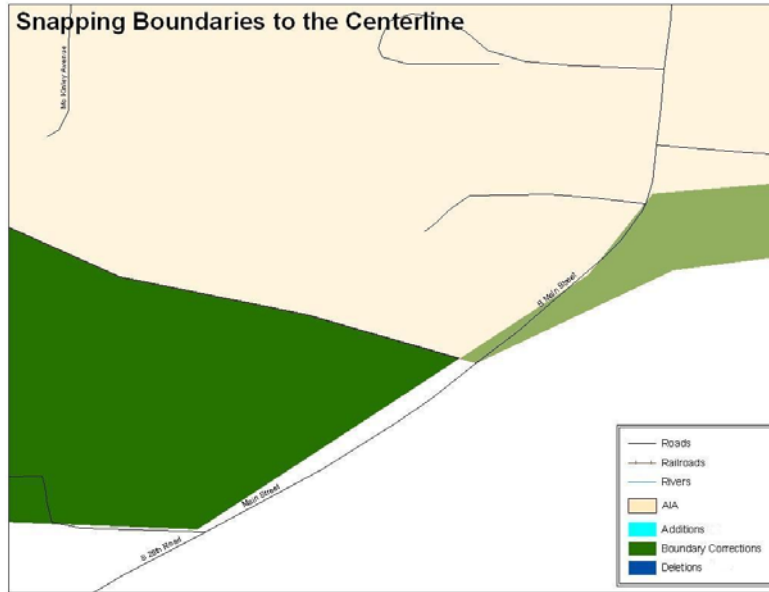 Snapping Boundaries to the Centerline
Mc Kinley Avenue
S Main Street
Main Street
S 28th Road
Roads
Railroads
Rivers
AIA
Additions
Boundary Corrections
Deletions